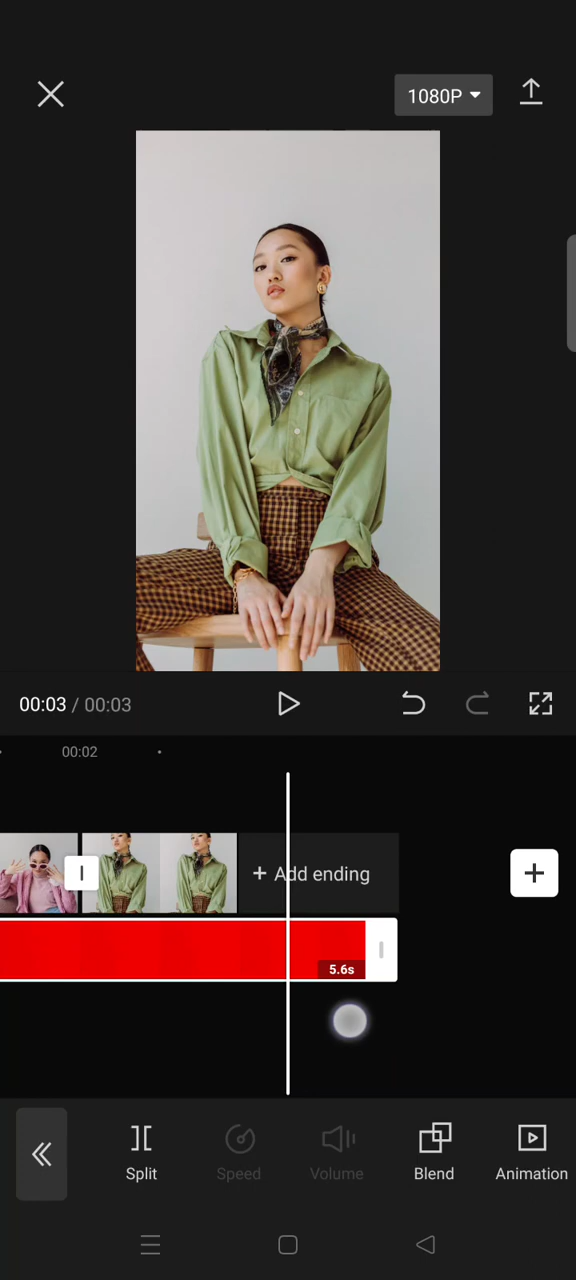 1080P
00:03 / 00:03
00:02
+ Add ending
5.6s
Split
Speed
Volume
Blend
Animation